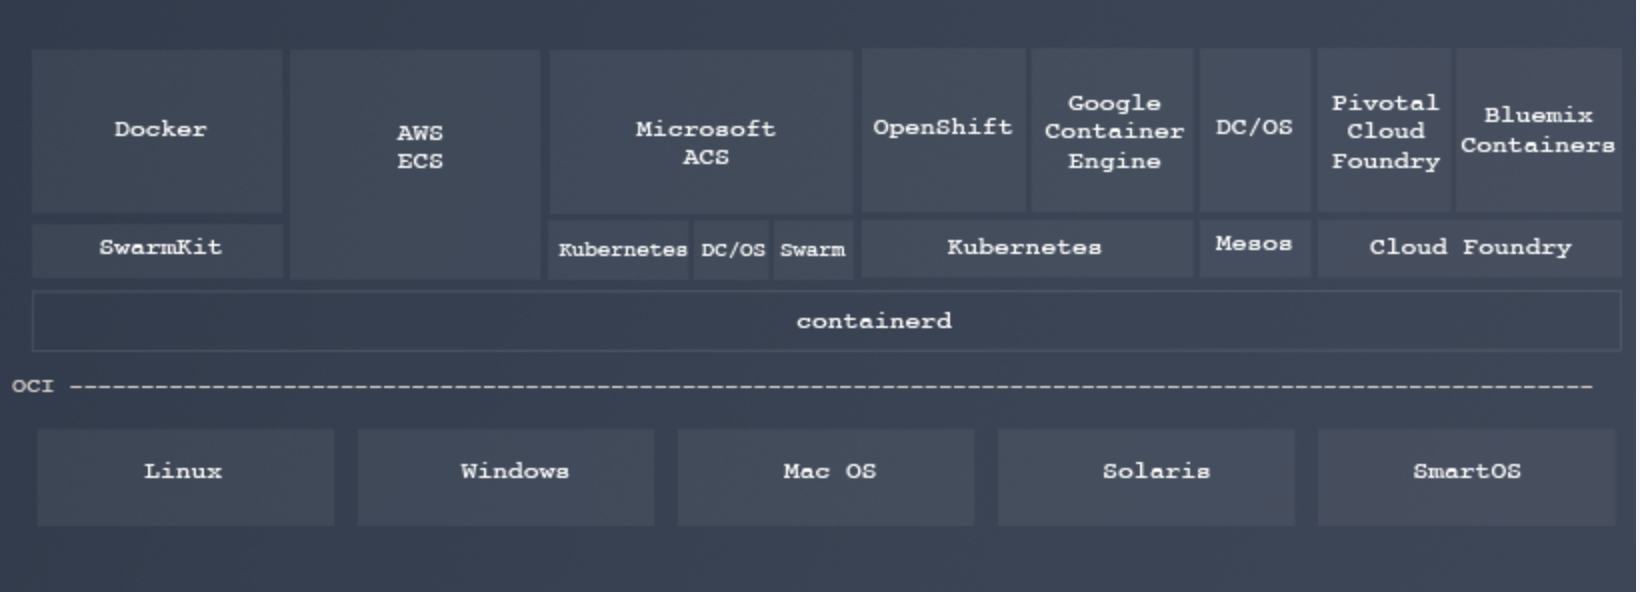 Docker
AWS
ECS
Microsoft
ACS
OpenShift
Google
Container
Engine
DC/OS
Pivotal
Cloud
Foundry
Bluemix
Containers
SwarmKit
Kubernetes
DC/OS
Swarm
Kubernetes
Mesos
Cloud Foundry
containerd
OCI
Linux
Windows
Mac OS
Solaris
SmartOS